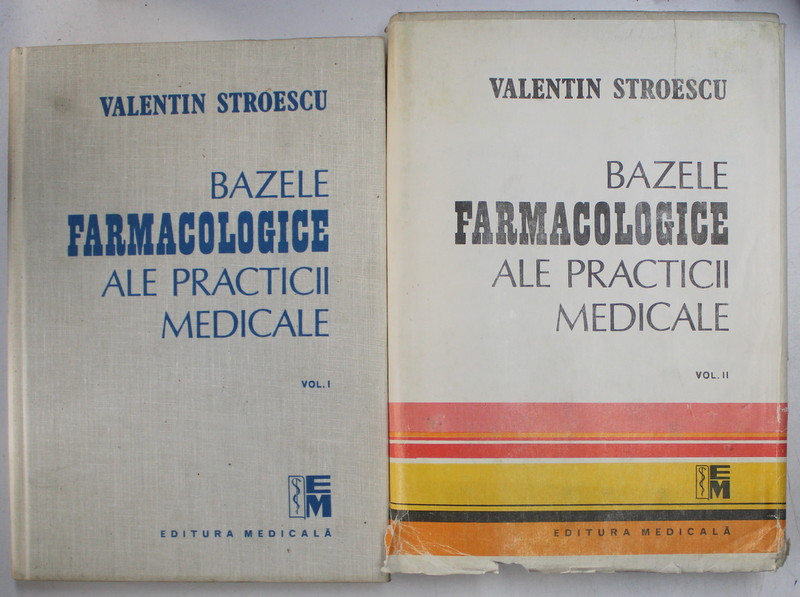 VALENTIN STROESCU
BAZELE
FARMACOLOGICE
ALE PRACTICII
MEDICALE
VOL. I
EM
EDITURA MEDICALĂ
VALENTIN STROESCU
BAZELE
FARMACOLOGICE
ALE PRACTICII
MEDICALE
VOL. II
EM
EDITURA MEDICALĂ